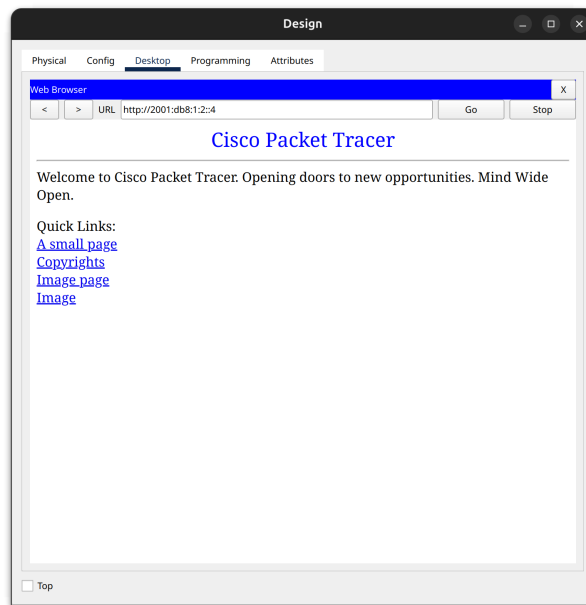 Design
Physical Config Desktop Programming Attributes
Web Browser X
< > URL http://2001:db8:1:2::4 Go Stop
Cisco Packet Tracer
Welcome to Cisco Packet Tracer. Opening doors to new opportunities. Mind Wide
Open.
Quick Links:
A small page
Copyrights
Image page
Image
Top